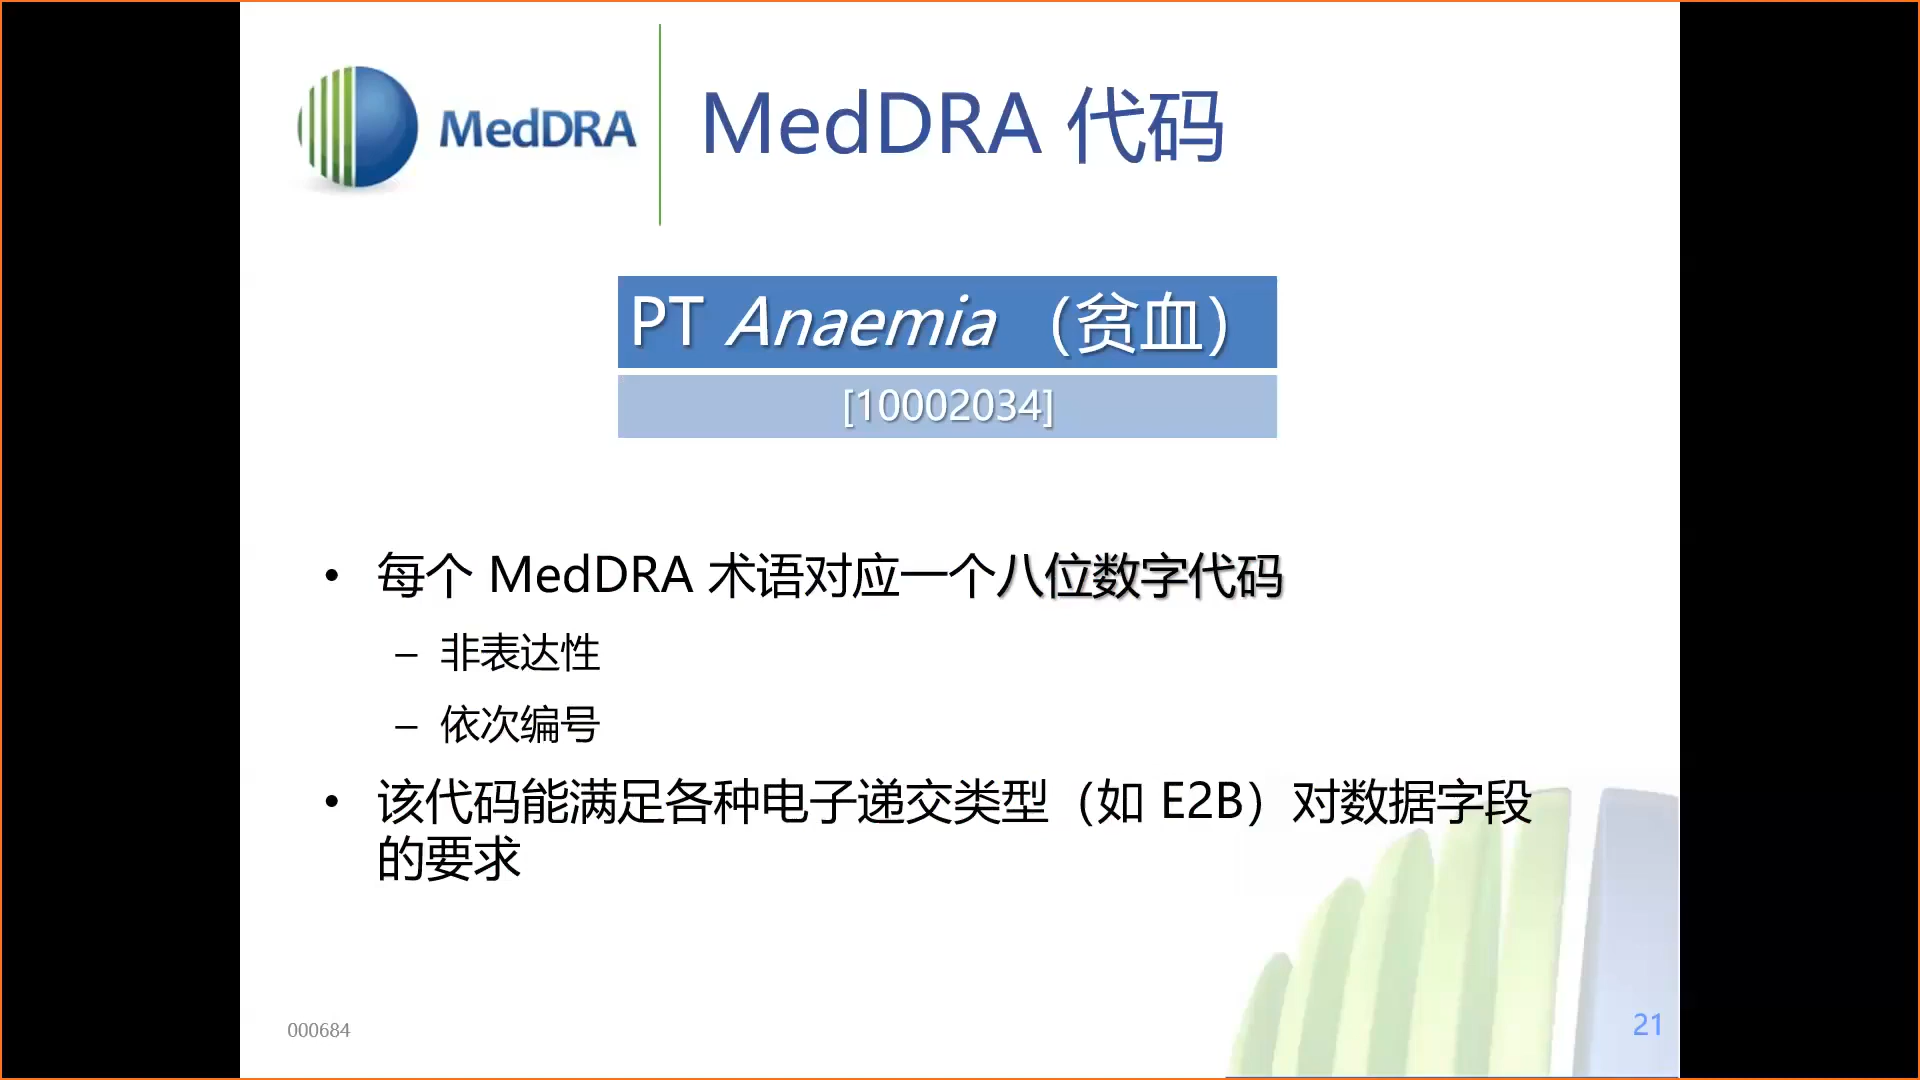 MedDRA
MedDRA 代码
PT Anaemia （贫血）
[10002034]
• 每个 MedDRA 术语对应一个八位数字代码
– 非表达性
– 依次编号
• 该代码能满足各种电子递交类型（如 E2B）对数据字段
的要求
000684
21